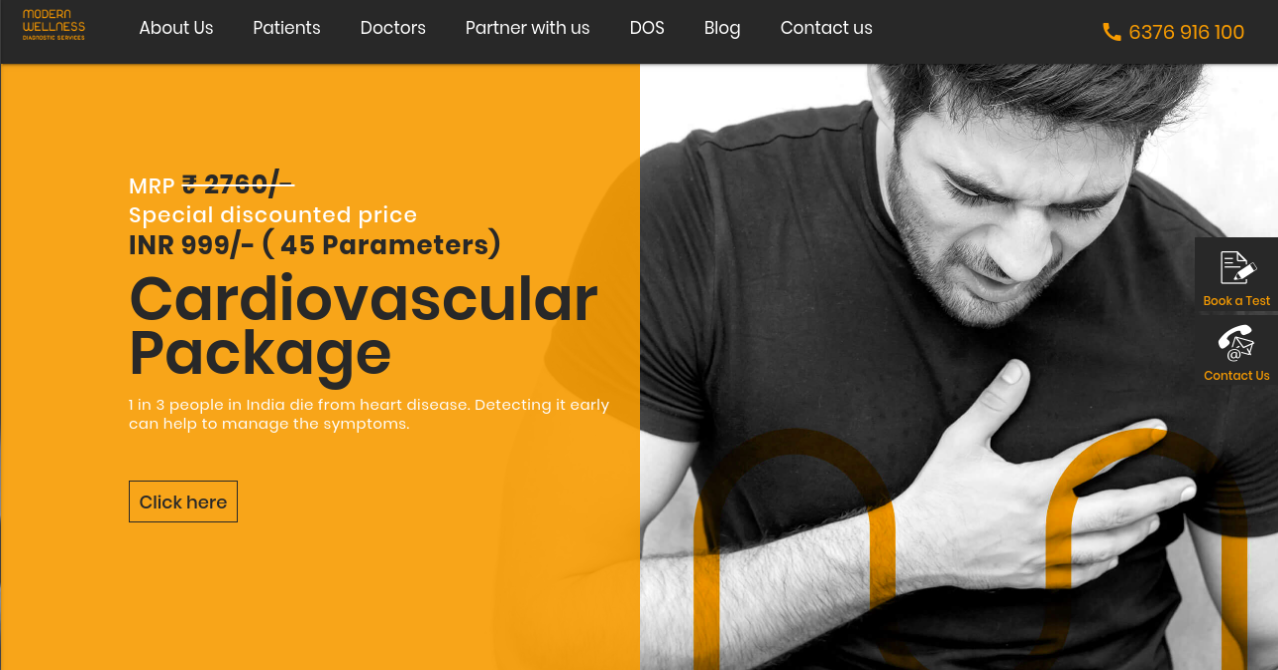 MODERN
WELLNESS
DIAGNOSTIC SERVICES
About Us
Patients
Doctors
Partner with us
DOS
Blog
Contact us
6376 916 100
MRP ₹ 2760/-
Special discounted price
INR 999/- ( 45 Parameters)
Cardiovascular
Package
1 in 3 people in India die from heart disease. Detecting it early
can help to manage the symptoms.
Click here
Book a Test
@
Contact Us